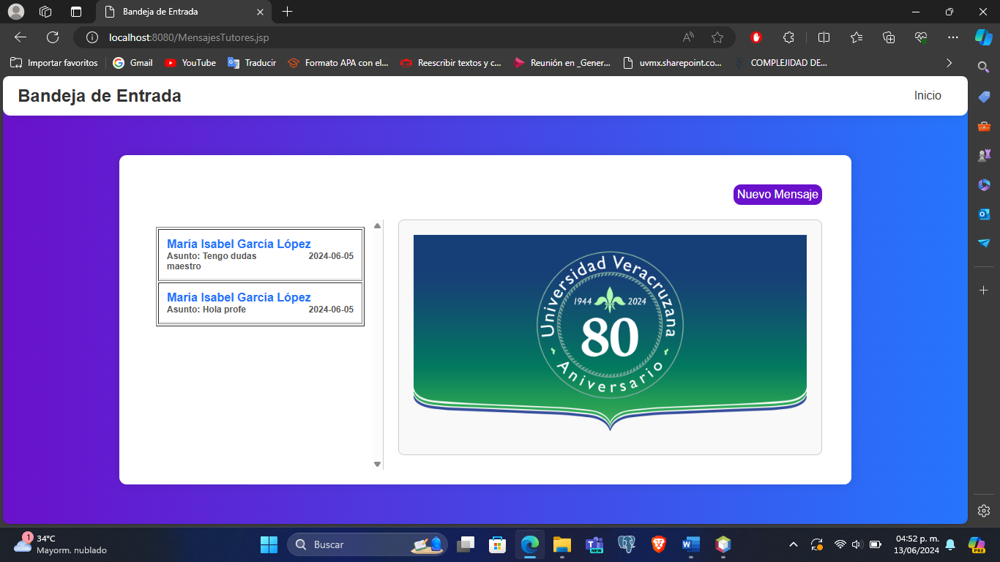 Bandeja de Entrada
localhost:8080/MensajesTutores.jsp
Importar favoritos
Gmail
YouTube
Traducir
Formato APA con el...
Reescribir textos y c...
Reunión en _Gener...
uvmx.sharepoint.co...
COMPLEJIDAD DE...
Bandeja de Entrada
Inicio
Nuevo Mensaje
María Isabel García López
Asunto: Tengo dudas 2024-06-05
maestro
María Isabel García López
Asunto: Hola profe 2024-06-05
Universidad Veracruzana
1944 2024
80
Aniversario
1
34°C
Mayorm. nublado
Buscar
NEW
04:52 p. m.
13/06/2024
PRE